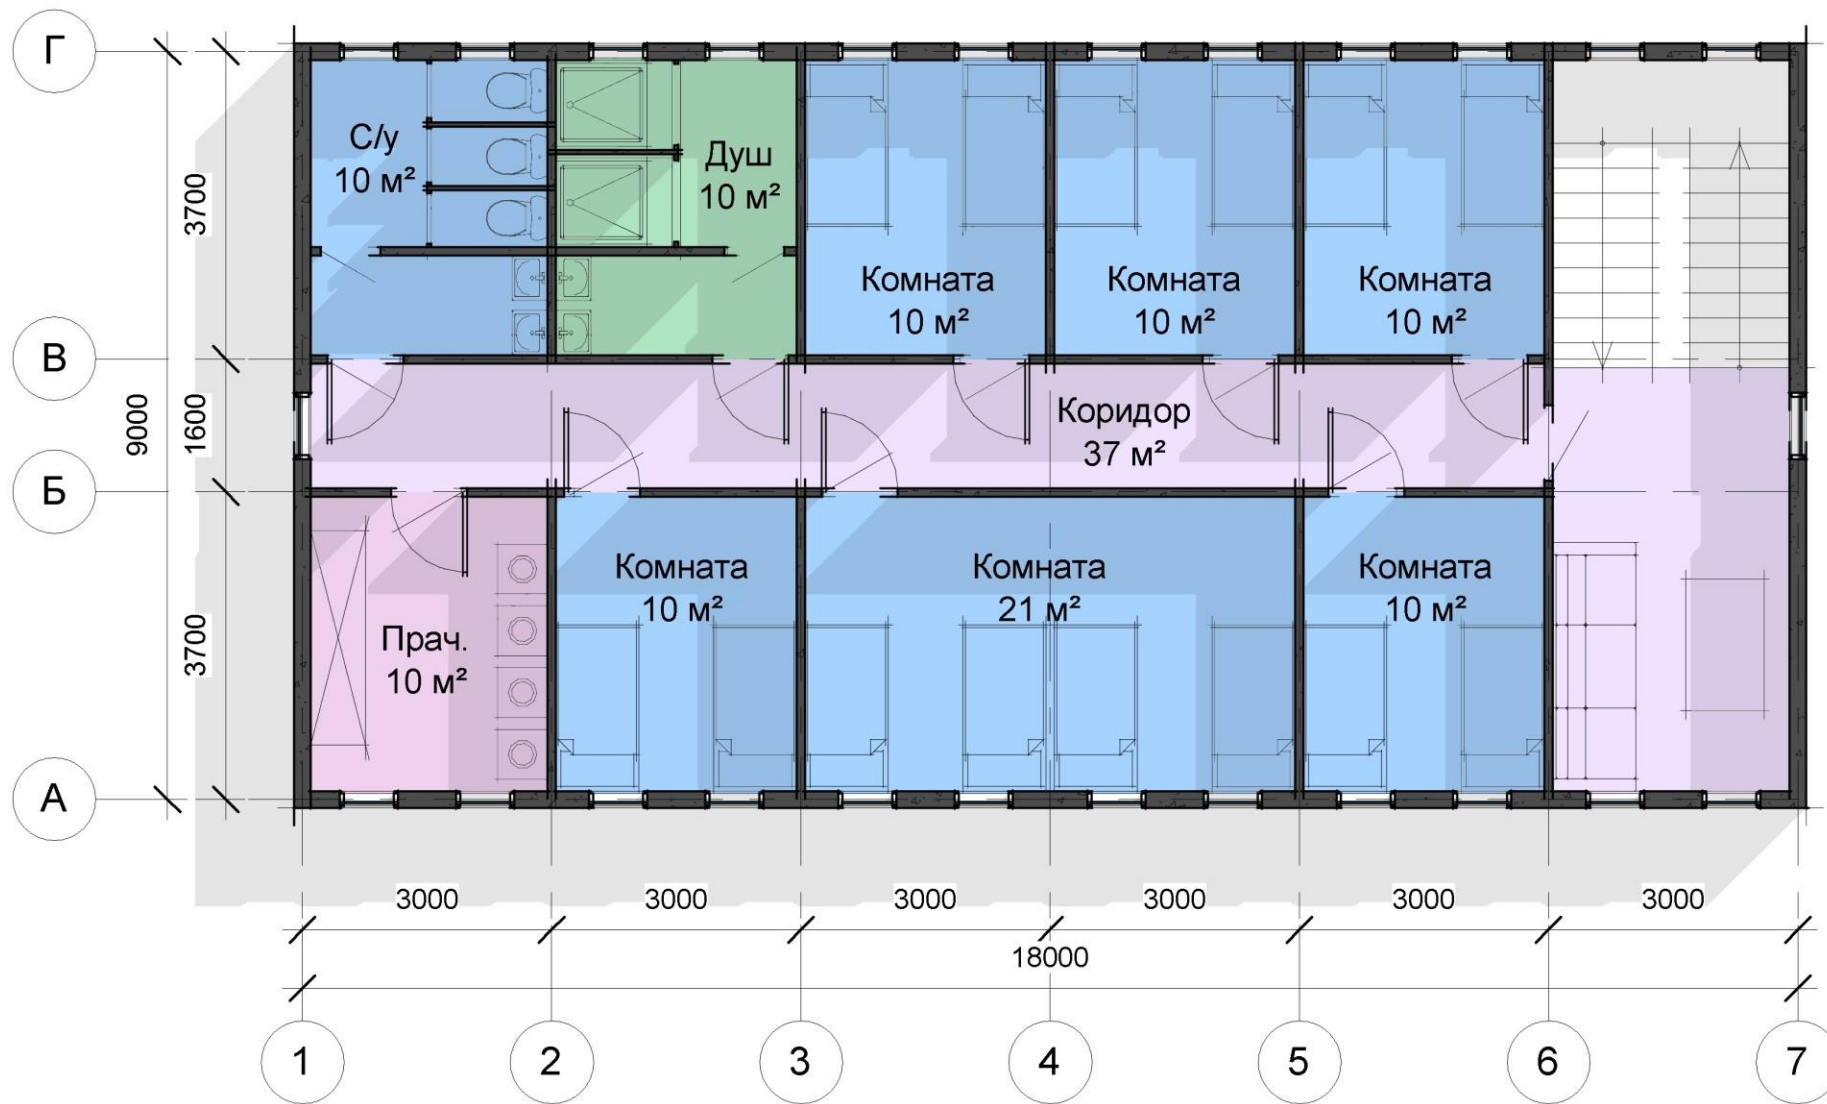 Г
С/у
10 м²
Душ
10 м²
3700
Комната
10 м²
Комната
10 м²
Комната
10 м²
В
9000
1600
Коридор
37 м²
Б
Комната
10 м²
Комната
21 м²
Комната
10 м²
3700
Прач.
10 м²
А
3000
3000
3000
3000
3000
3000
18000
1
2
3
4
5
6
7